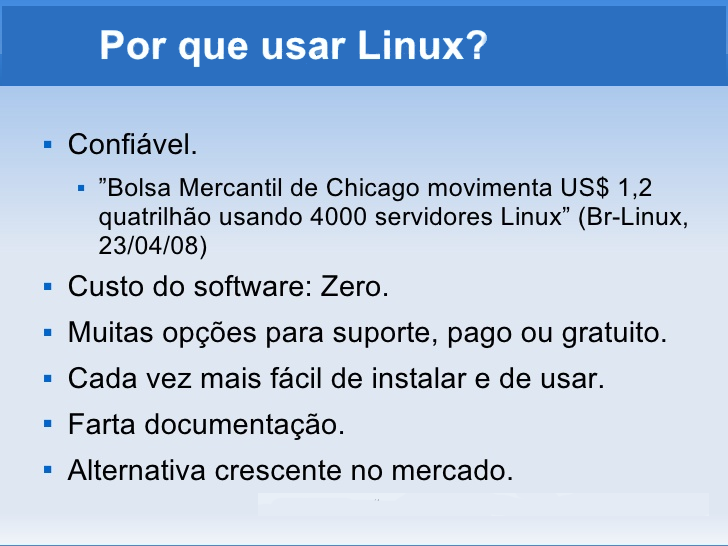 Por que usar Linux?
Confiável.
”Bolsa Mercantil de Chicago movimenta US$ 1,2
quatrilhão usando 4000 servidores Linux” (Br-Linux,
23/04/08)
Custo do software: Zero.
Muitas opções para suporte, pago ou gratuito.
Cada vez mais fácil de instalar e de usar.
Farta documentação.
Alternativa crescente no mercado.